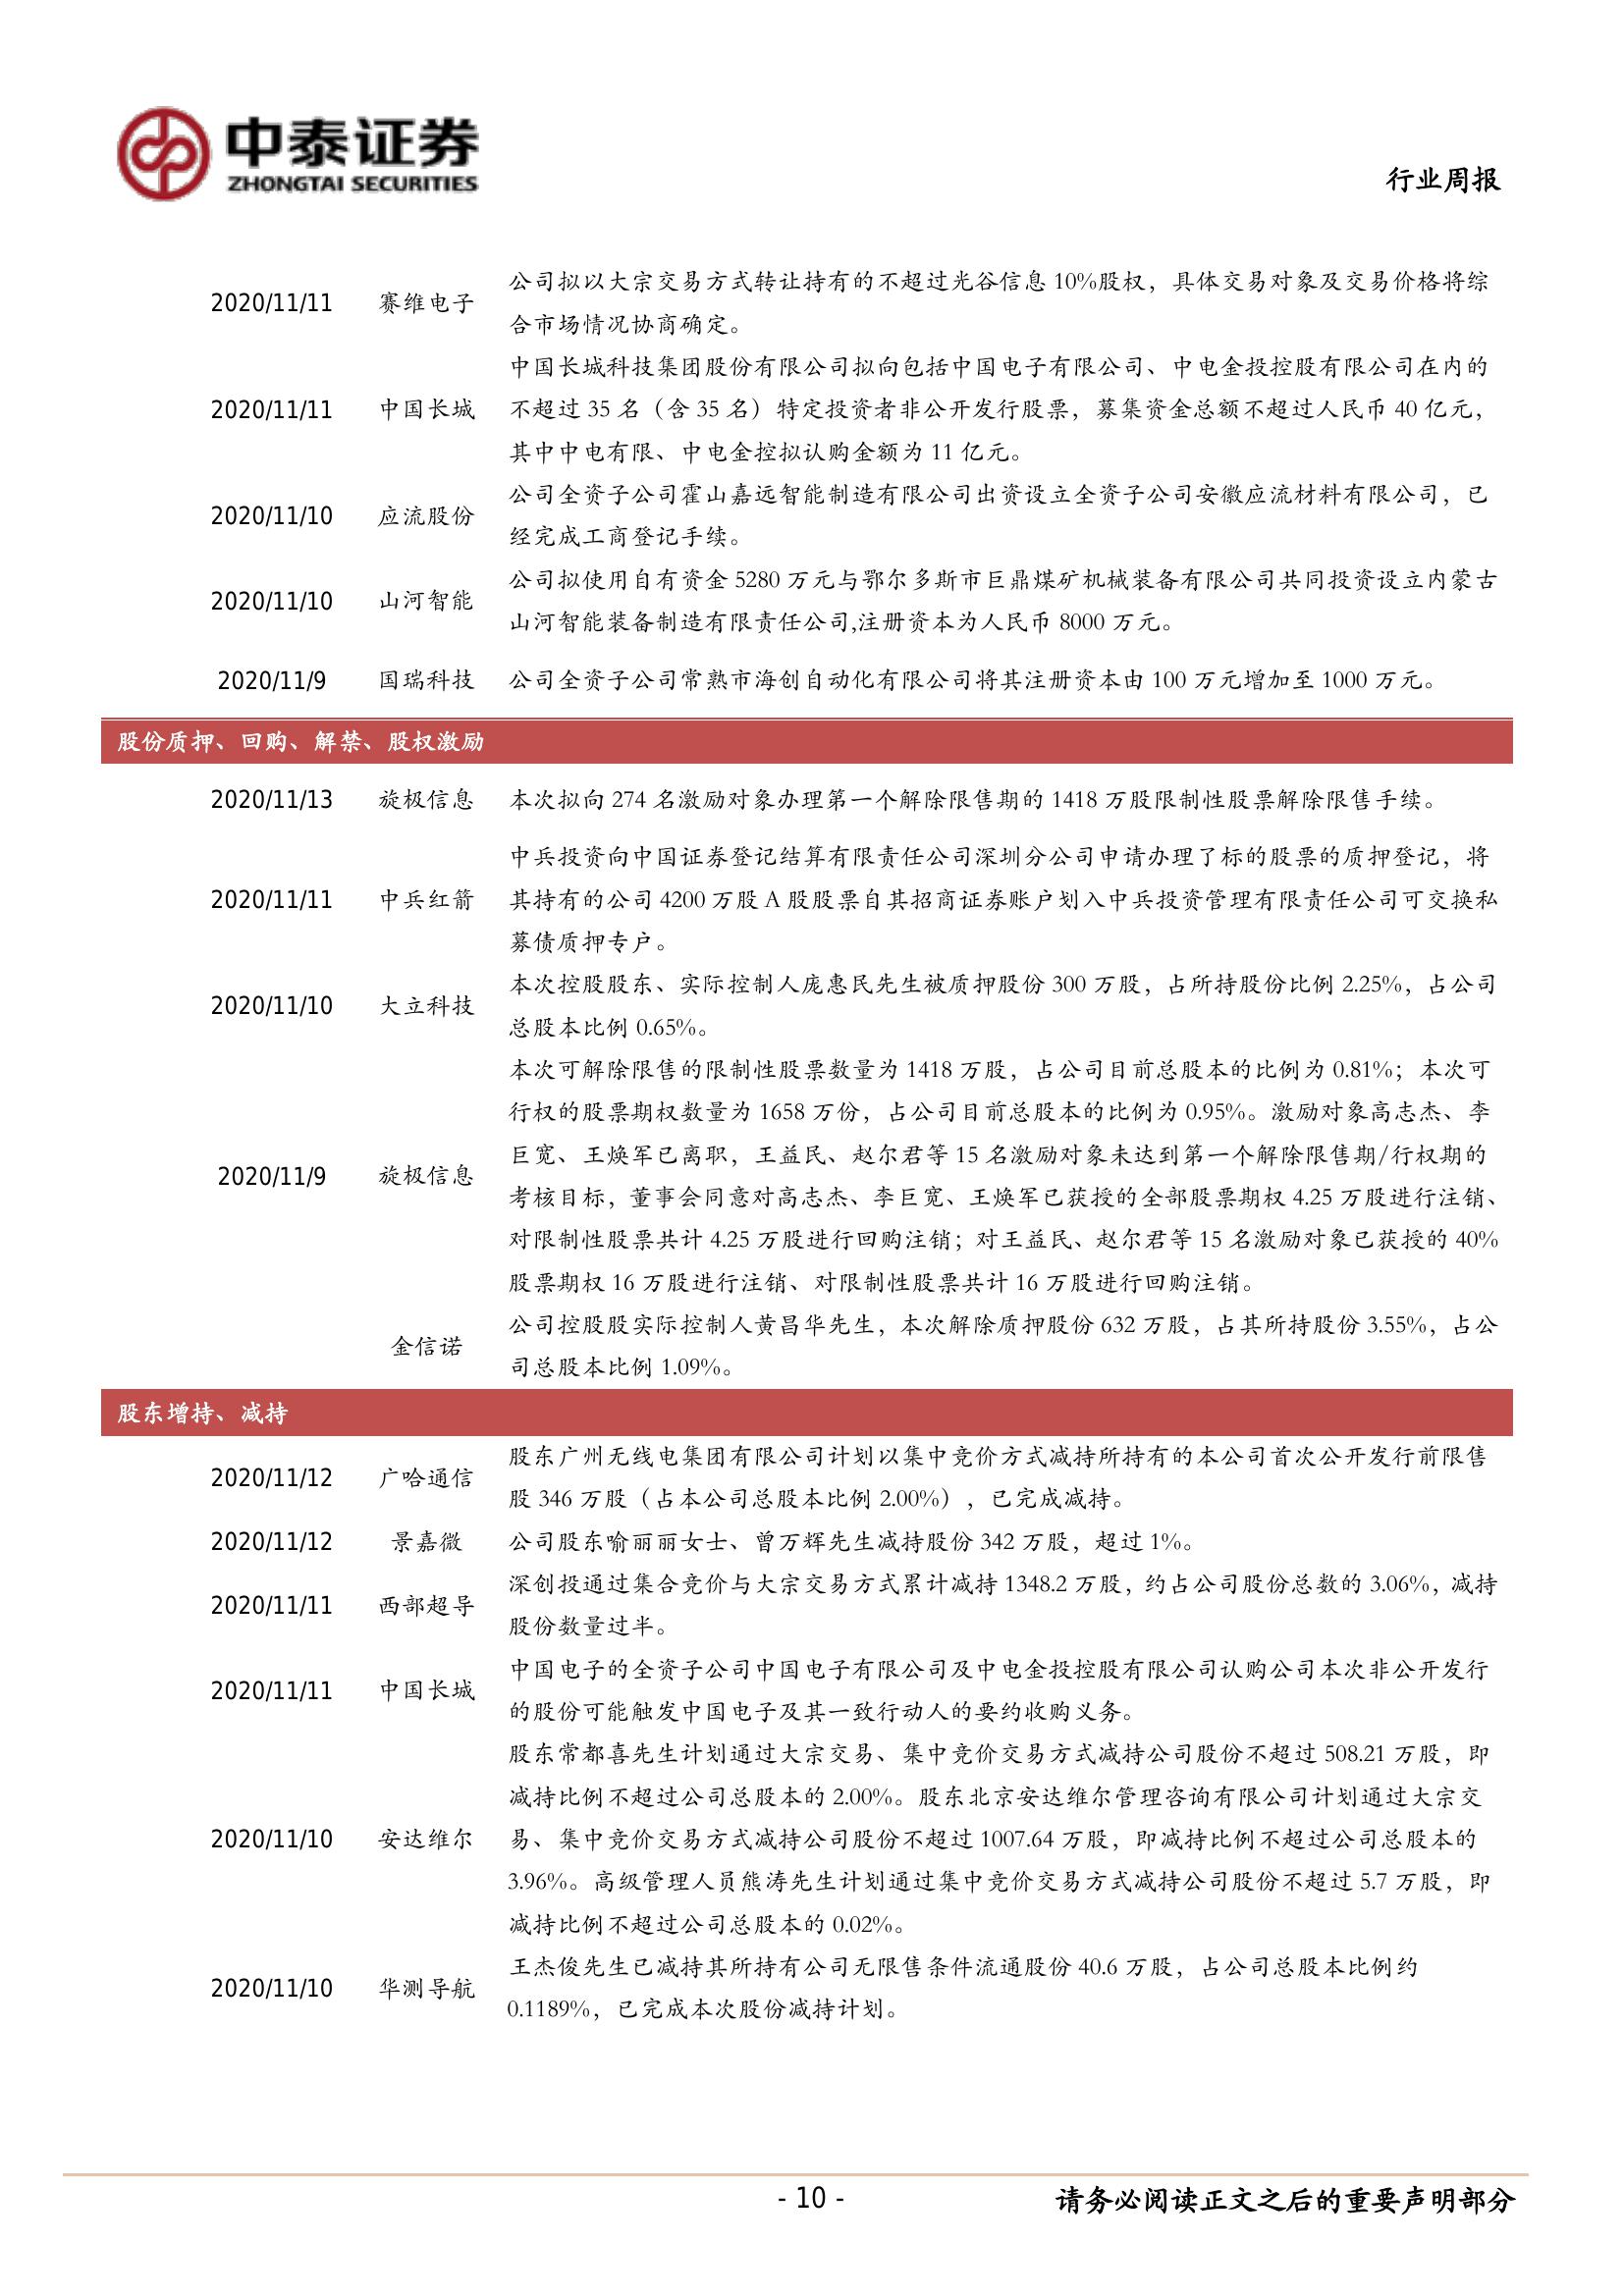 中泰证券
ZHONGTAI SECURITIES
行业周报
公司拟以大宗交易方式转让持有的不超过光谷信息 10%股权，具体交易对象及交易价格将综
2020/11/11 赛维电子
合市场情况协商确定。
中国长城科技集团股份有限公司拟向包括中国电子有限公司、中电金投控股有限公司在内的
2020/11/11 中国长城 不超过 35 名（含 35 名）特定投资者非公开发行股票，募集资金总额不超过人民币 40 亿元，
其中中电有限、中电金控拟认购金额为 11 亿元。
公司全资子公司霍山嘉远智能制造有限公司出资设立全资子公司安徽应流材料有限公司，已
2020/11/10 应流股份
经完成工商登记手续。
公司拟使用自有资金 5280 万元与鄂尔多斯市巨鼎煤矿机械装备有限公司共同投资设立内蒙古
2020/11/10 山河智能
山河智能装备制造有限责任公司,注册资本为人民币 8000 万元。
2020/11/9 国瑞科技 公司全资子公司常熟市海创自动化有限公司将其注册资本由 100 万元增加至 1000 万元。
股份质押、回购、解禁、股权激励
2020/11/13 旋极信息 本次拟向 274 名激励对象办理第一个解除限售期的 1418 万股限制性股票解除限售手续。
中兵投资向中国证券登记结算有限责任公司深圳分公司申请办理了标的股票的质押登记，将
2020/11/11 中兵红箭 其持有的公司 4200 万股 A 股股票自其招商证券账户划入中兵投资管理有限责任公司可交换私
募债质押专户。
本次控股股东、实际控制人庞惠民先生被质押股份 300 万股，占所持股份比例 2.25%，占公司
2020/11/10 大立科技
总股本比例 0.65%。
本次可解除限售的限制性股票数量为 1418 万股，占公司目前总股本的比例为 0.81%；本次可
行权的股票期权数量为 1658 万份，占公司目前总股本的比例为 0.95%。激励对象高志杰、李
巨宽、王焕军已离职，王益民、赵尔君等 15 名激励对象未达到第一个解除限售期/行权期的
2020/11/9 旋极信息
考核目标，董事会同意对高志杰、李巨宽、王焕军已获授的全部股票期权 4.25 万股进行注销、
对限制性股票共计 4.25 万股进行回购注销；对王益民、赵尔君等 15 名激励对象已获授的 40%
股票期权 16 万股进行注销、对限制性股票共计 16 万股进行回购注销。
公司控股股实际控制人黄昌华先生，本次解除质押股份 632 万股，占其所持股份 3.55%，占公
金信诺
司总股本比例 1.09%。
股东增持、减持
股东广州无线电集团有限公司计划以集中竞价方式减持所持有的本公司首次公开发行前限售
2020/11/12 广哈通信
股 346 万股（占本公司总股本比例 2.00%），已完成减持。
2020/11/12 景嘉微 公司股东喻丽丽女士、曾万辉先生减持股份 342 万股，超过 1%。
深创投通过集合竞价与大宗交易方式累计减持 1348.2 万股，约占公司股份总数的 3.06%，减持
2020/11/11 西部超导
股份数量过半。
中国电子的全资子公司中国电子有限公司及中电金投控股有限公司认购公司本次非公开发行
2020/11/11 中国长城
的股份可能触发中国电子及其一致行动人的要约收购义务。
股东常都喜先生计划通过大宗交易、集中竞价交易方式减持公司股份不超过 508.21 万股，即
减持比例不超过公司总股本的 2.00%。股东北京安达维尔管理咨询有限公司计划通过大宗交
2020/11/10 安达维尔 易、集中竞价交易方式减持公司股份不超过 1007.64 万股，即减持比例不超过公司总股本的
3.96%。高级管理人员熊涛先生计划通过集中竞价交易方式减持公司股份不超过 5.7 万股，即
减持比例不超过公司总股本的 0.02%。
王杰俊先生已减持其所持有公司无限售条件流通股份 40.6 万股，占公司总股本比例约
2020/11/10 华测导航
0.1189%，已完成本次股份减持计划。
- 10 -
请务必阅读正文之后的重要声明部分